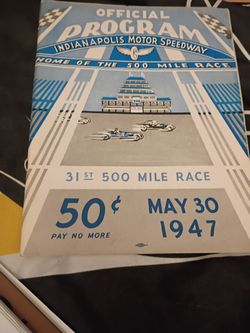 OFFICIAL
PROGRAM
INDIANAPOLIS MOTOR SPEEDWAY
HOME OF THE 500 MILE RACE
31ST 500 MILE RACE
50¢ MAY 30
PAY NO MORE 1947